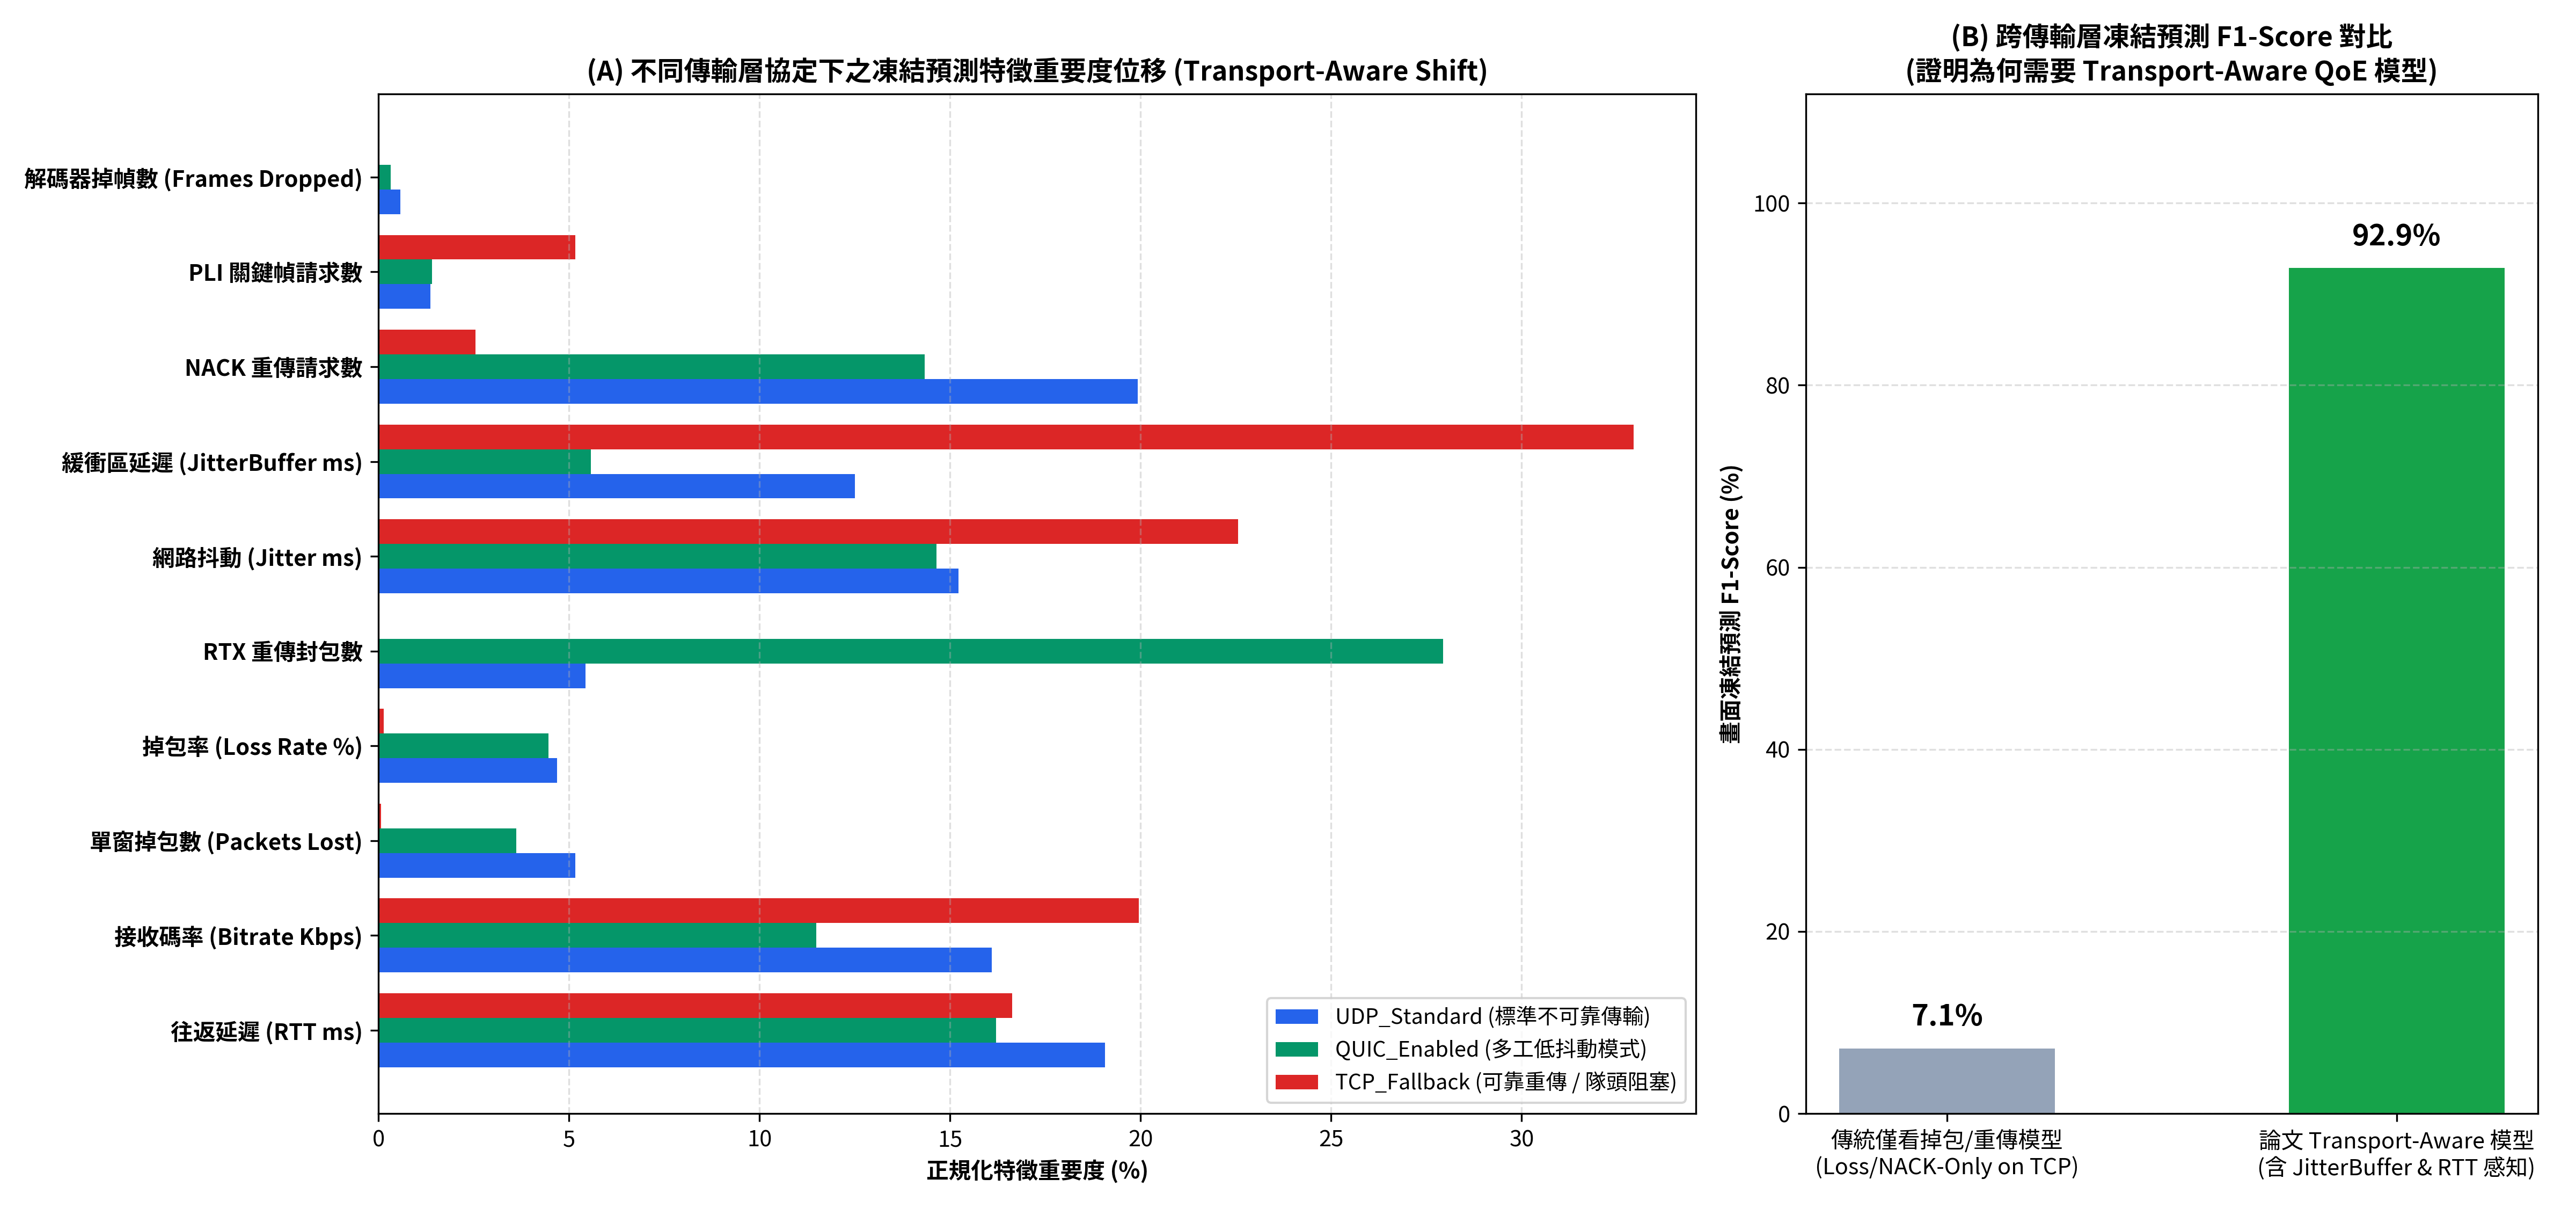 (A) 不同傳輸層協定下之凍結預測特徵重要度位移 (Transport-Aware Shift)
解碼器掉幀數 (Frames Dropped)
PLI 關鍵幀請求數
NACK 重傳請求數
緩衝區延遲 (JitterBuffer ms)
網路抖動 (Jitter ms)
RTX 重傳封包數
掉包率 (Loss Rate %)
單窗掉包數 (Packets Lost)
接收碼率 (Bitrate Kbps)
往返延遲 (RTT ms)
0 5 10 15 20 25 30
正規化特徵重要度 (%)
UDP_Standard (標準不可靠傳輸)
QUIC_Enabled (多工低抖動模式)
TCP_Fallback (可靠重傳 / 隊頭阻塞)
(B) 跨傳輸層凍結預測 F1-Score 對比
(證明為何需要 Transport-Aware QoE 模型)
畫面凍結預測 F1-Score (%)
100
80
60
40
20
0
92.9%
7.1%
傳統僅看掉包/重傳模型
(Loss/NACK-Only on TCP)
論文 Transport-Aware 模型
(含 JitterBuffer & RTT 感知)